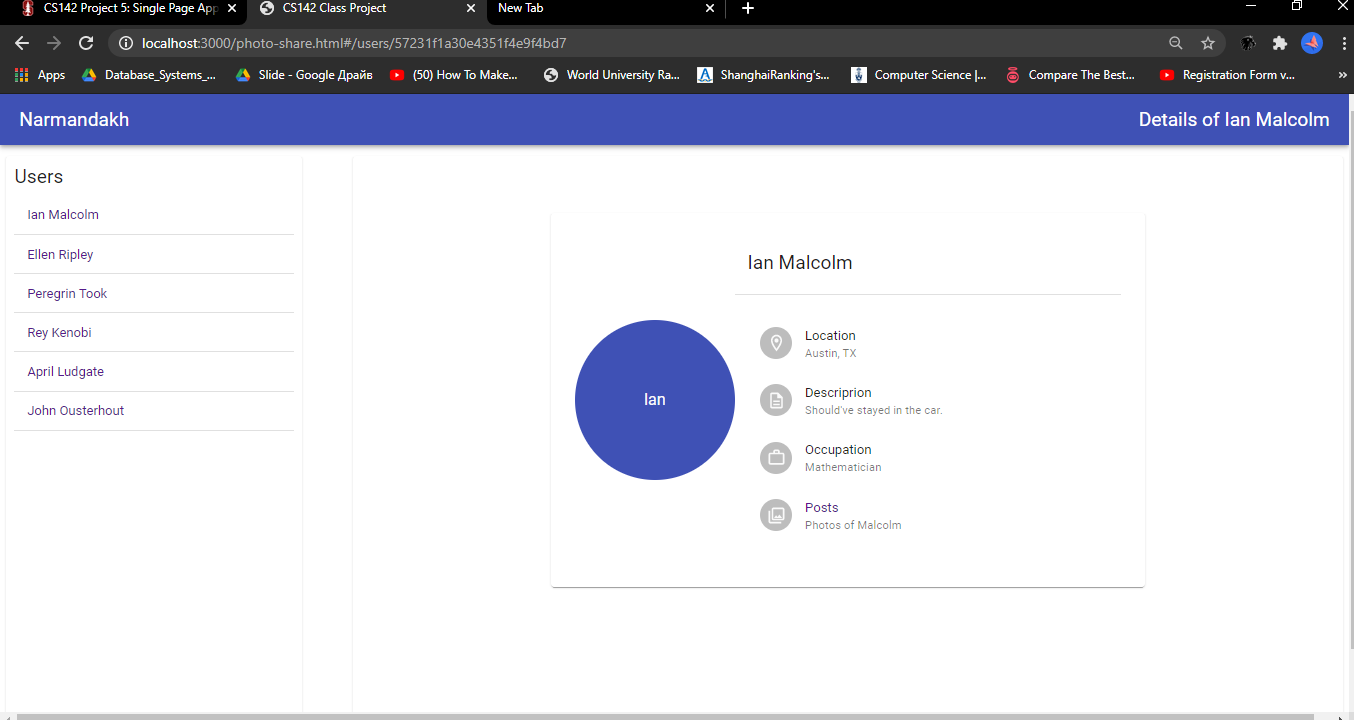 CS142 Project 5: Single Page App
CS142 Class Project
New Tab
localhost:3000/photo-share.html#/users/57231f1a30e4351f4e9f4bd7
Apps
Database_Systems_...
Slide - Google Драйв
(50) How To Make...
World University Ra...
ShanghaiRanking's...
Computer Science |...
Compare The Best...
Registration Form v...
»
Narmandakh
Details of Ian Malcolm
Users
Ian Malcolm
Ellen Ripley
Peregrin Took
Rey Kenobi
April Ludgate
John Ousterhout
Ian Malcolm
Ian
Location
Austin, TX
Descriprion
Should've stayed in the car.
Occupation
Mathematician
Posts
Photos of Malcolm